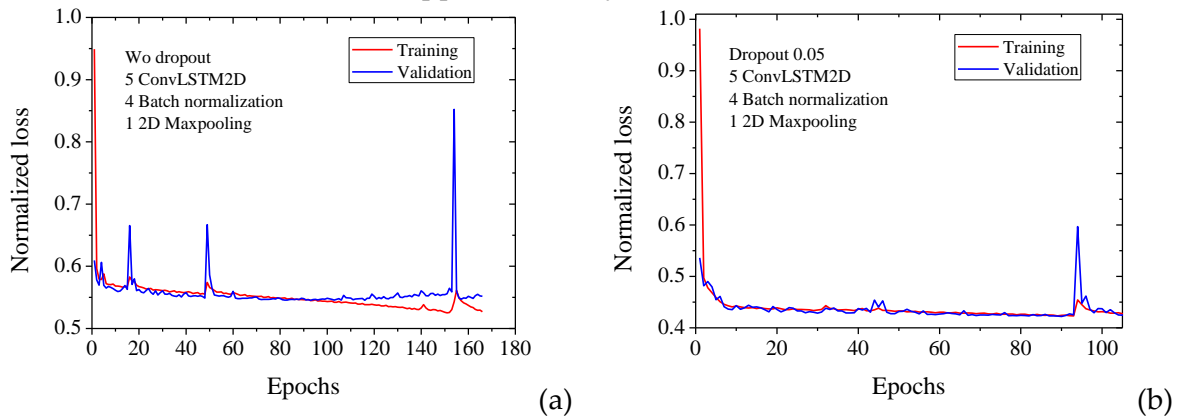 1.0
0.9
0.8
0.7
0.6
0.5
Normalized loss
Wo dropout
5 ConvLSTM2D
4 Batch normalization
1 2D Maxpooling
Training
Validation
0 20 40 60 80 100 120 140 160 180
Epochs
(a)
1.0
0.9
0.8
0.7
0.6
0.5
0.4
Normalized loss
Dropout 0.05
5 ConvLSTM2D
4 Batch normalization
1 2D Maxpooling
Training
Validation
0 20 40 60 80 100
Epochs
(b)